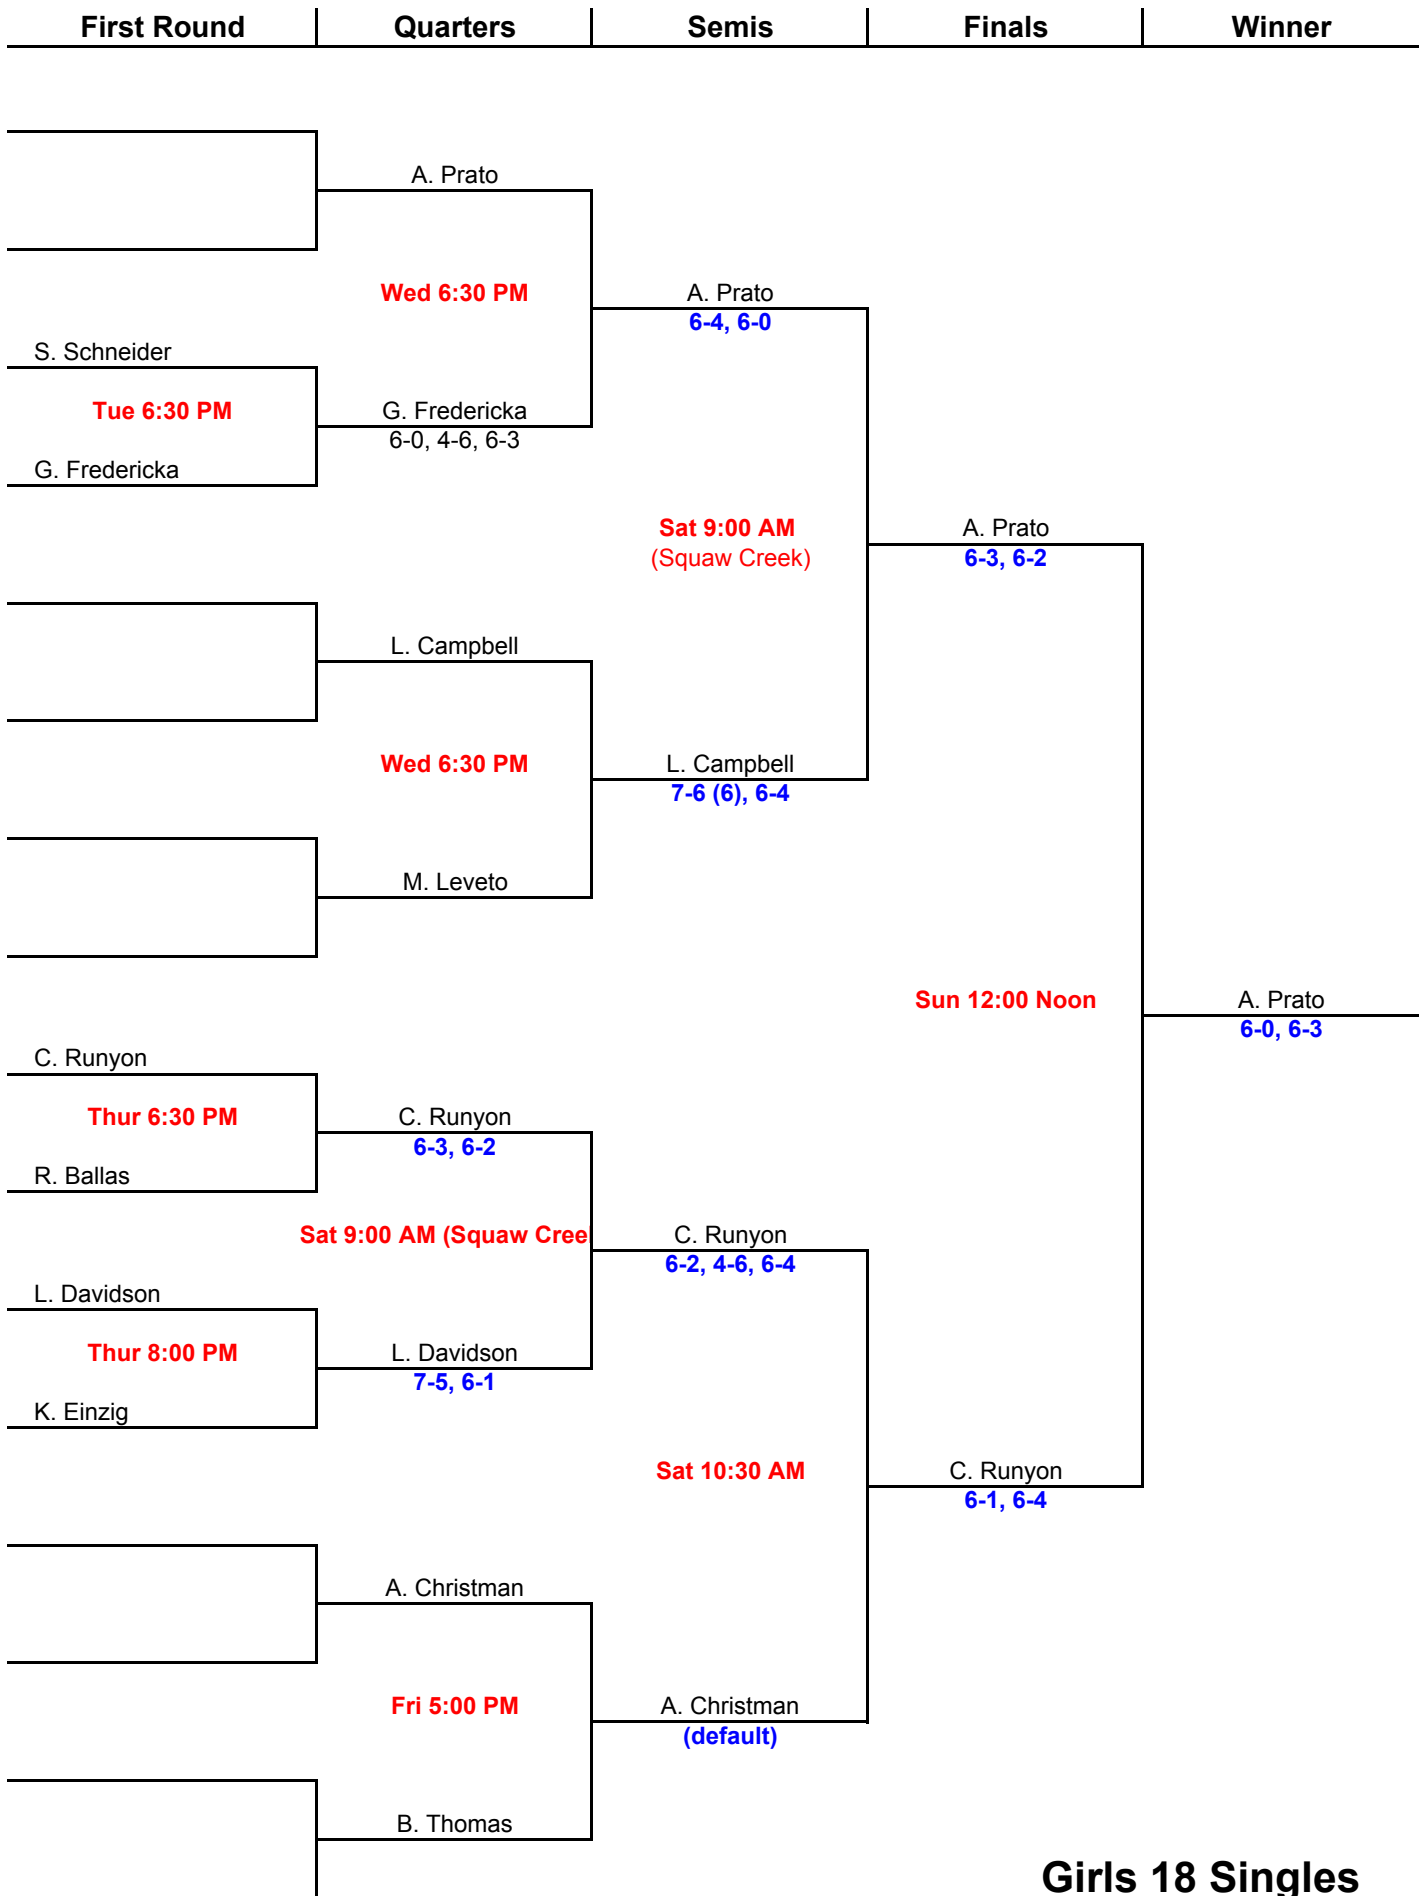 First Round Quarters Semis Finals Winner
A. Prato
Wed 6:30 PM
A. Prato
6-4, 6-0
S. Schneider
Tue 6:30 PM
G. Fredericka
6-0, 4-6, 6-3
G. Fredericka
Sat 9:00 AM
(Squaw Creek)
A. Prato
6-3, 6-2
L. Campbell
Wed 6:30 PM
L. Campbell
7-6 (6), 6-4
M. Leveto
Sun 12:00 Noon
A. Prato
6-0, 6-3
C. Runyon
Thur 6:30 PM
C. Runyon
6-3, 6-2
R. Ballas
Sat 9:00 AM (Squaw Cree
C. Runyon
6-2, 4-6, 6-4
L. Davidson
Thur 8:00 PM
L. Davidson
7-5, 6-1
K. Einzig
Sat 10:30 AM
C. Runyon
6-1, 6-4
A. Christman
Fri 5:00 PM
A. Christman
(default)
B. Thomas
Girls 18 Singles